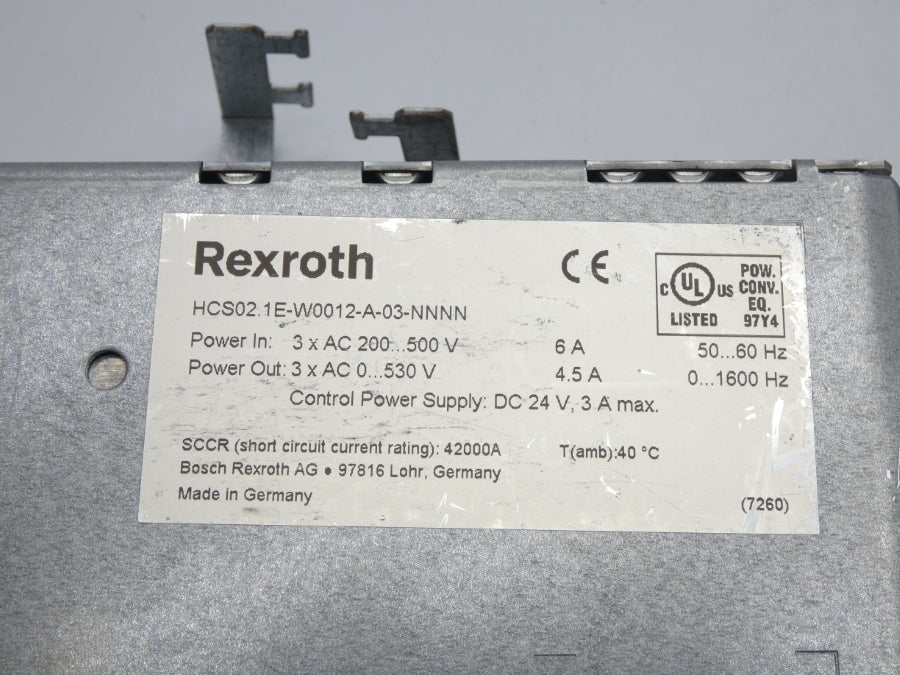 Rexroth
CE
HCS02.1E-W0012-A-03-NNNN
C UL US
LISTED
POW.
CONV.
EQ.
97Y4
Power In: 3 x AC 200...500 V 6 A 50...60 Hz
Power Out: 3 x AC 0...530 V 4.5 A 0...1600 Hz
Control Power Supply: DC 24 V, 3 A max.
SCCR (short circuit current rating): 42000A T(amb):40 °C
Bosch Rexroth AG ● 97816 Lohr, Germany
Made in Germany (7260)